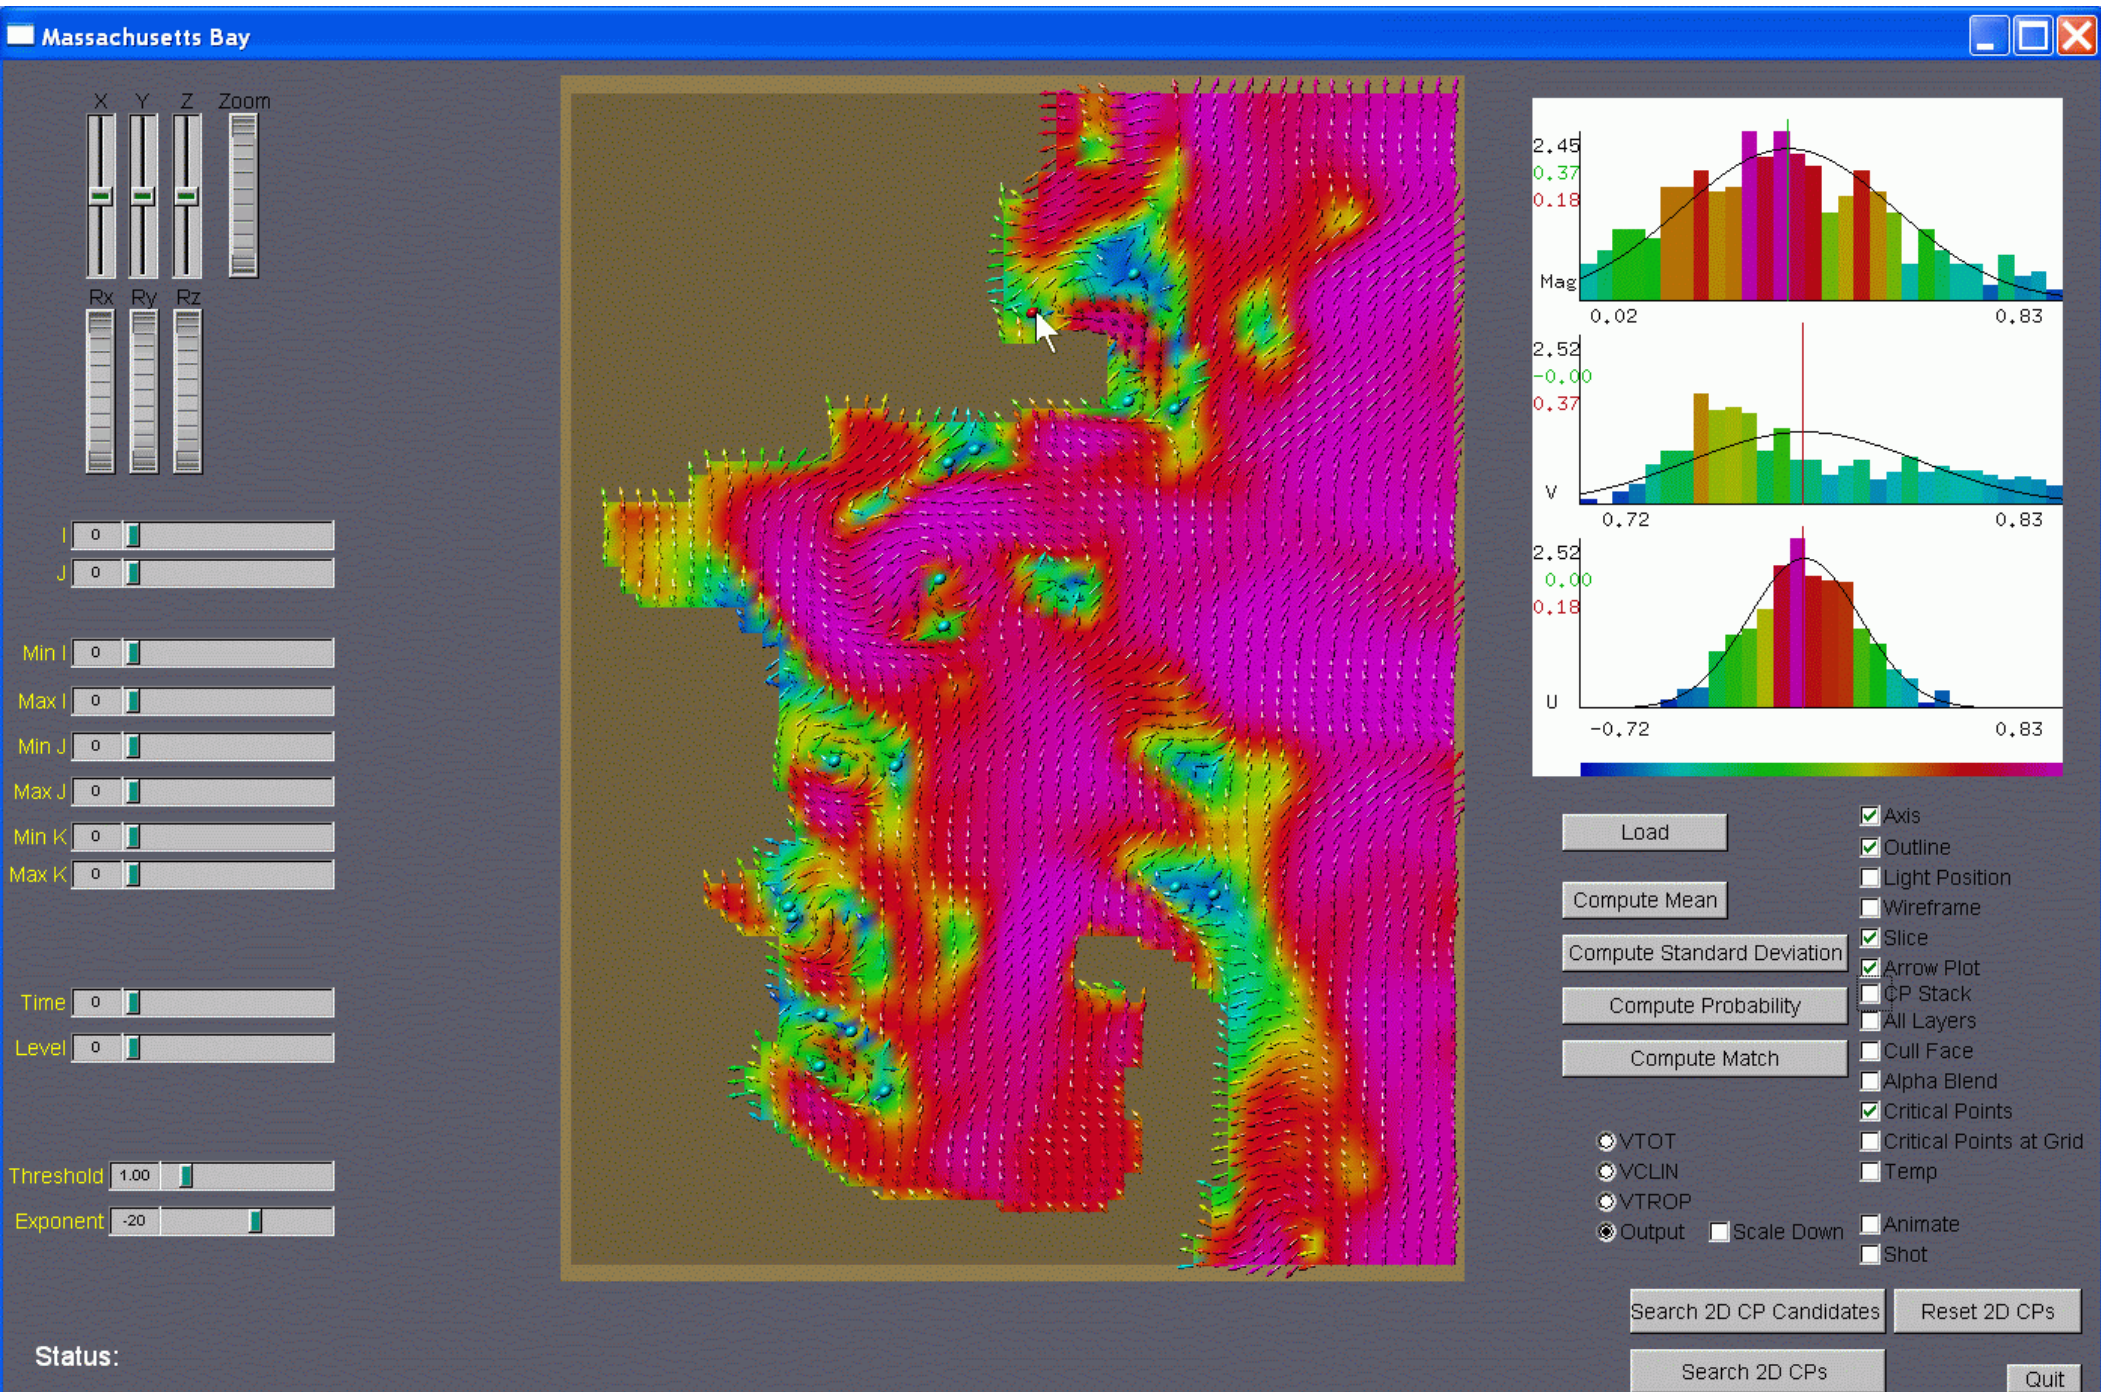 Massachusetts Bay
X Y Z Zoom
Rx Ry Rz
I 0
J 0
Min I 0
Max I 0
Min J 0
Max J 0
Min K 0
Max K 0
Time 0
Level 0
Threshold 1.00
Exponent -20
Status:
2.45
0.37
0.18
Mag
0.02 0.83
2.52
-0.00
0.37
V
0.72 0.83
2.52
0.00
0.18
U
-0.72 0.83
Load
Compute Mean
Compute Standard Deviation
Compute Probability
Compute Match
Axis
Outline
Light Position
Wireframe
Slice
Arrow Plot
CP Stack
All Layers
Cull Face
Alpha Blend
Critical Points
Critical Points at Grid
Temp
VTOT
VCLIN
VTROP
Output Scale Down
Animate
Shot
Search 2D CP Candidates Reset 2D CPs
Search 2D CPs Quit